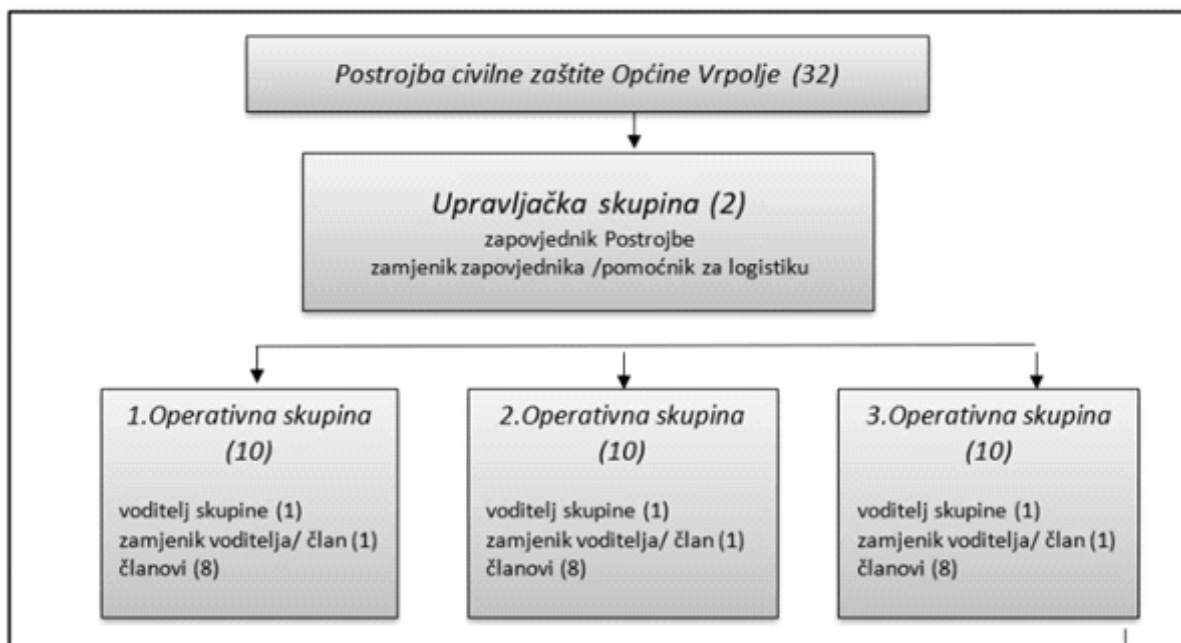 Postrojba civilne zaštite Općine Vrpolje (32)
Upravljačka skupina (2)
zapovjednik Postrojbe
zamjenik zapovjednika /pomoćnik za logistiku
1.Operativna skupina
(10)
voditelj skupine (1)
zamjenik voditelja/ član (1)
članovi (8)
2.Operativna skupina
(10)
voditelj skupine (1)
zamjenik voditelja/ član (1)
članovi (8)
3.Operativna skupina
(10)
voditelj skupine (1)
zamjenik voditelja/ član (1)
članovi (8)